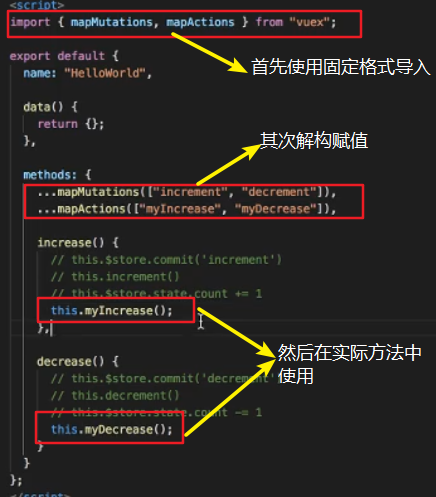 <script>
import { mapMutations, mapActions } from "vuex";
首先使用固定格式导入
export default {
name: "HelloWorld",
data() {
return {};
},
其次解构赋值
methods: {
...mapMutations(["increment", "decrement"]),
...mapActions(["myIncrease", "myDecrease"]),
increase() {
// this.$store.commit('increment')
// this.increment()
// this.$store.state.count += 1
this.myIncrease();
},
然后在实际方法中
使用
decrease() {
// this.$store.commit('decrement')
// this.decrement()
// this.$store.state.count -= 1
this.myDecrease();
}
}
};
</script>